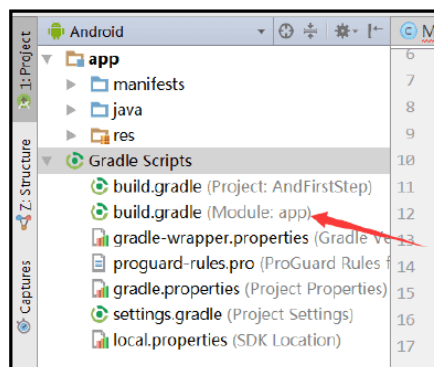 Android
M
1: Project
Z: Structure
Captures
app
manifests
java
res
Gradle Scripts
build.gradle (Project: AndFirstStep)
build.gradle (Module: app)
gradle-wrapper.properties (Gradle Ve
proguard-rules.pro (ProGuard Rules f
gradle.properties (Project Properties)
settings.gradle (Project Settings)
local.properties (SDK Location)
6
7
8
9
10
11
12
13
14
15
16
17